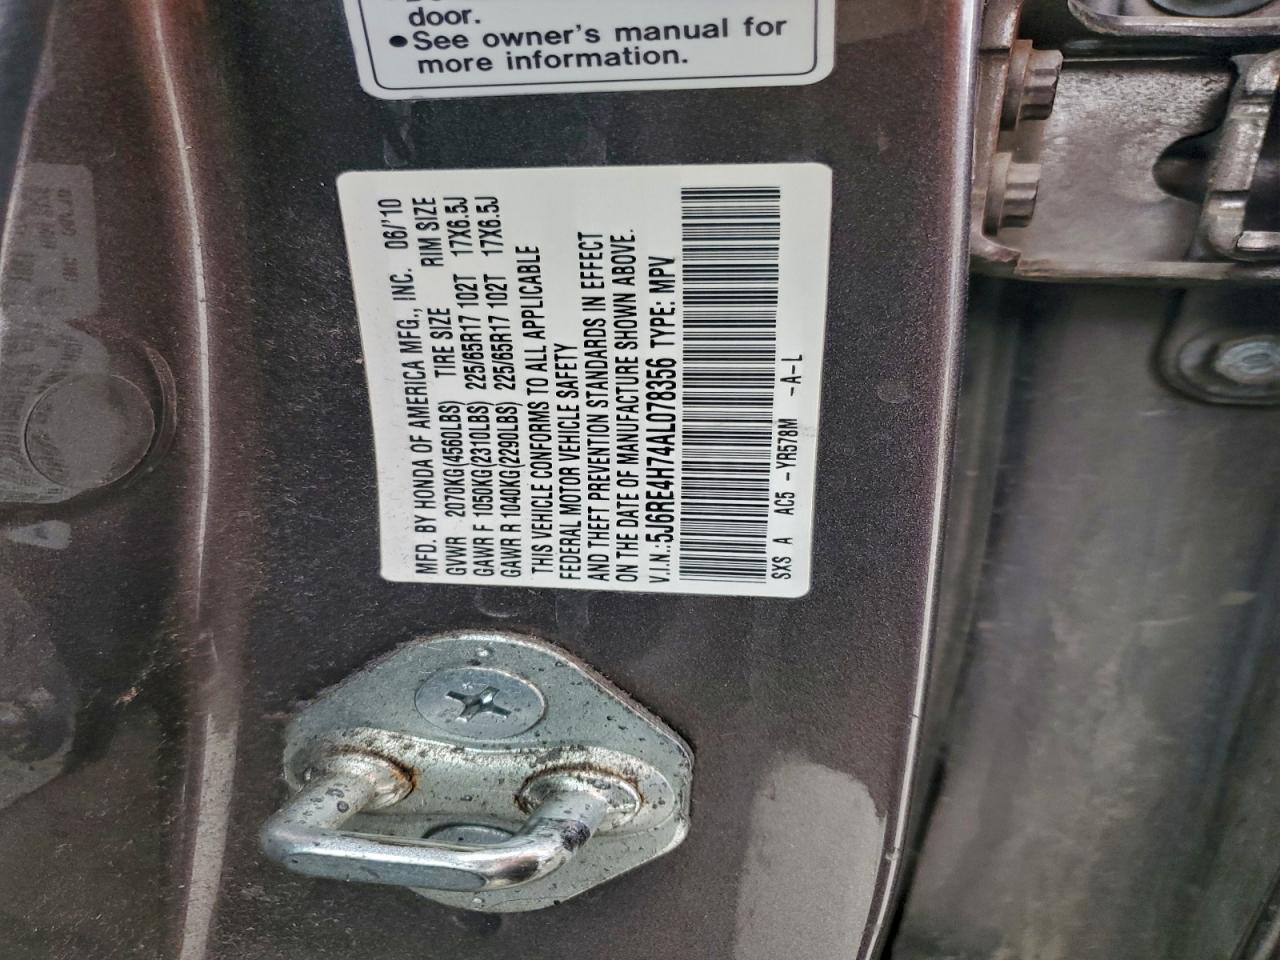 door.
●See owner's manual for
more information.
MFD. BY HONDA OF AMERICA MFG., INC. 06/'10
GVWR 2070KG(4560LBS) TIRE SIZE RIM SIZE
GAWR F 1050KG(2310LBS) 225/65R17 102T 17X6.5J
GAWR R 1040KG(2290LBS) 225/65R17 102T 17X6.5J
THIS VEHICLE CONFORMS TO ALL APPLICABLE
FEDERAL MOTOR VEHICLE SAFETY
AND THEFT PREVENTION STANDARDS IN EFFECT
ON THE DATE OF MANUFACTURE SHOWN ABOVE.
V.I.N.:5J6RE4H74AL078356 TYPE: MPV
SXS A AC5 -YR578M -A-L